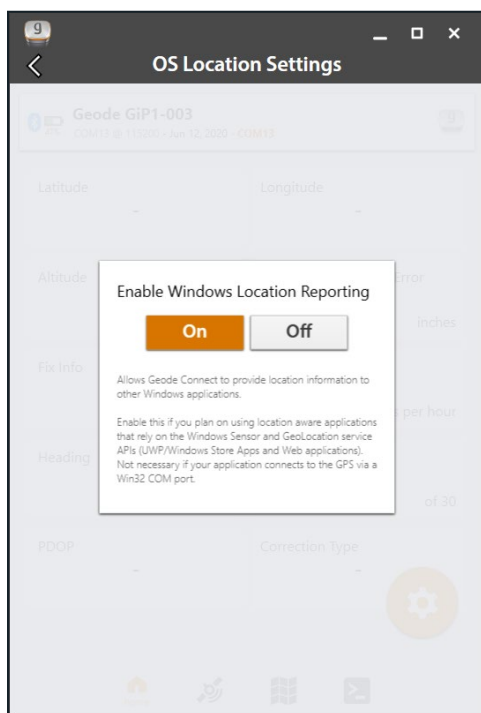 9
OS Location Settings
Geode GiP1-003
COM13 @ 115200 - Jun 12, 2020 - COM13
Latitude
Longitude
-
-
Altitude
Error
Enable Windows Location Reporting
On
Off
inches
Allows Geode Connect to provide location information to
other Windows applications.
Fix Info
Enable this if you plan on using location aware applications
that rely on the Windows Sensor and GeoLocation service
APIs (UWP/Windows Store Apps and Web applications).
Not necessary if your application connects to the GPS via a
Win32 COM port.
per hour
Heading
of 30
PDOP
Correction Type
-
-